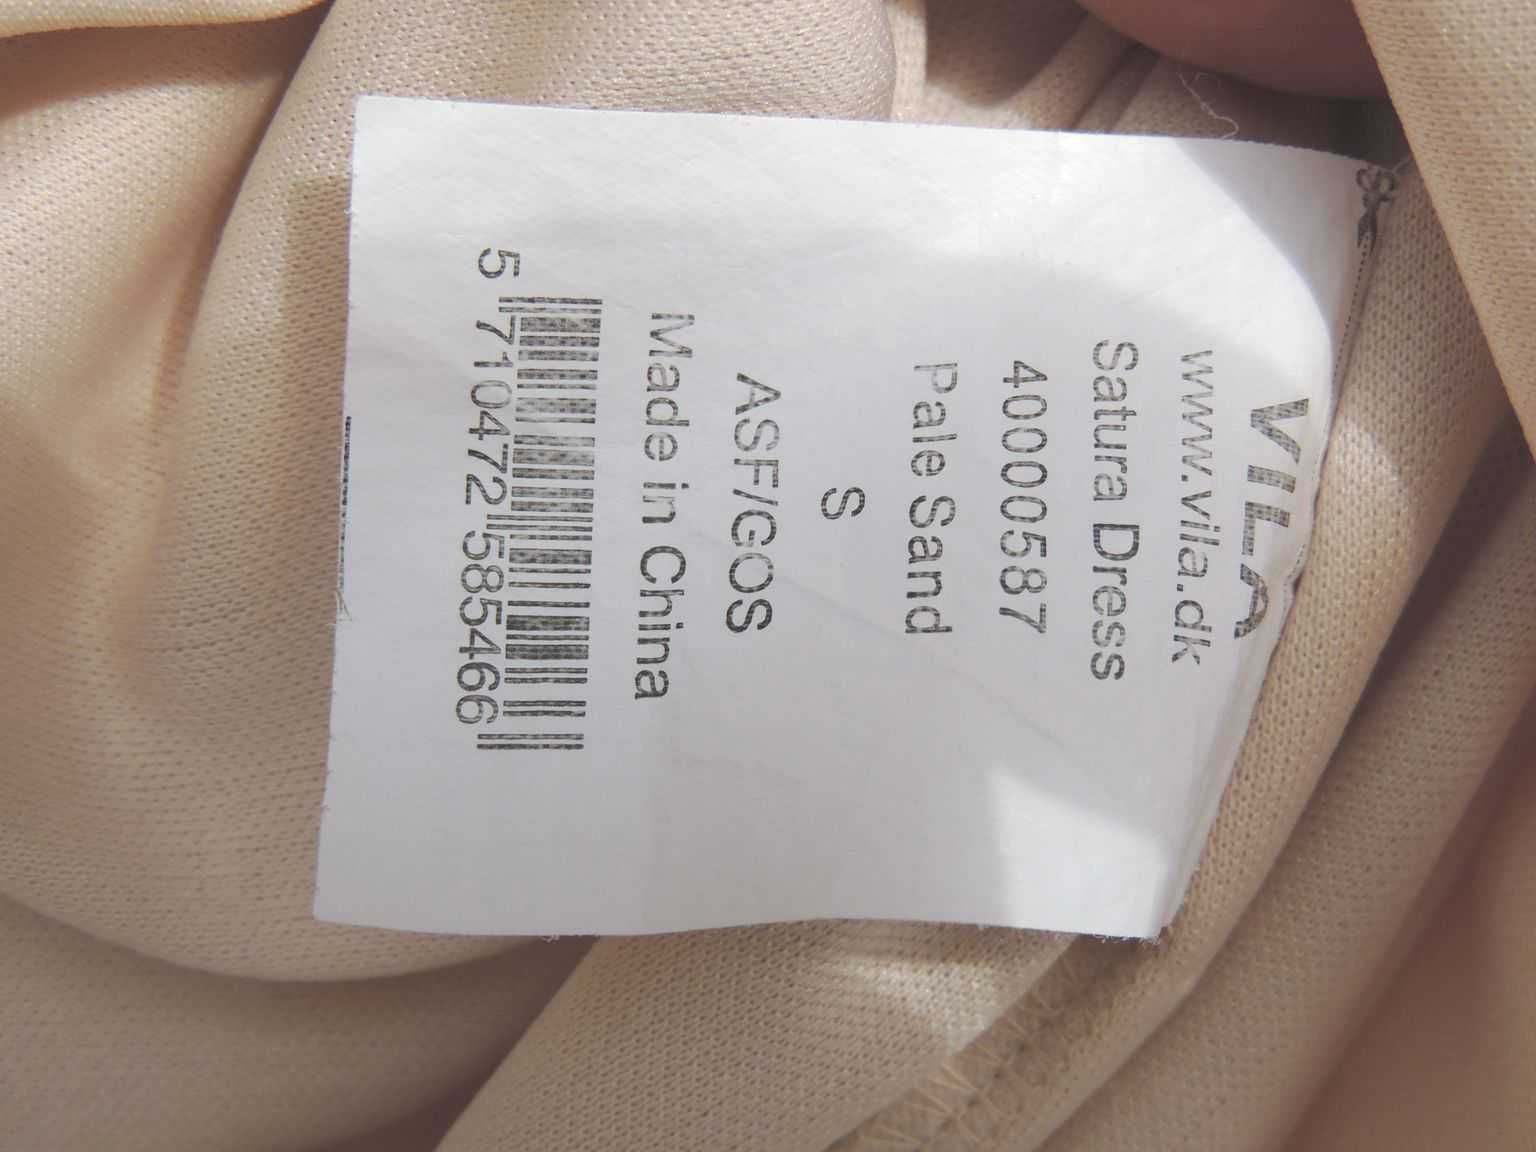 VILA
www.vila.dk
Satura Dress
40000587
Pale Sand
S
ASF/GOS
Made in China
5 710472 585466